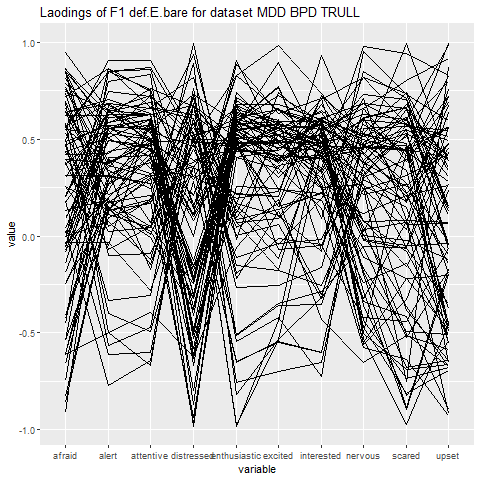 Laodings of F1 def.E.bare for dataset MDD BPD TRULL
1.0
0.5
0.0
-0.5
-1.0
value
afraid alert attentive distressed enthusiastic excited interested nervous scared upset
variable